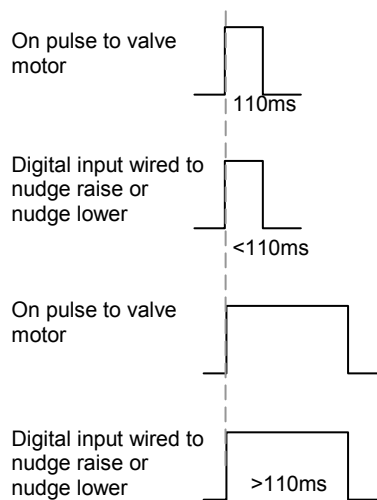 On pulse to valve
motor
110ms
Digital input wired to
nudge raise or
nudge lower
<110ms
On pulse to valve
motor
Digital input wired to
nudge raise or
nudge lower
>110ms